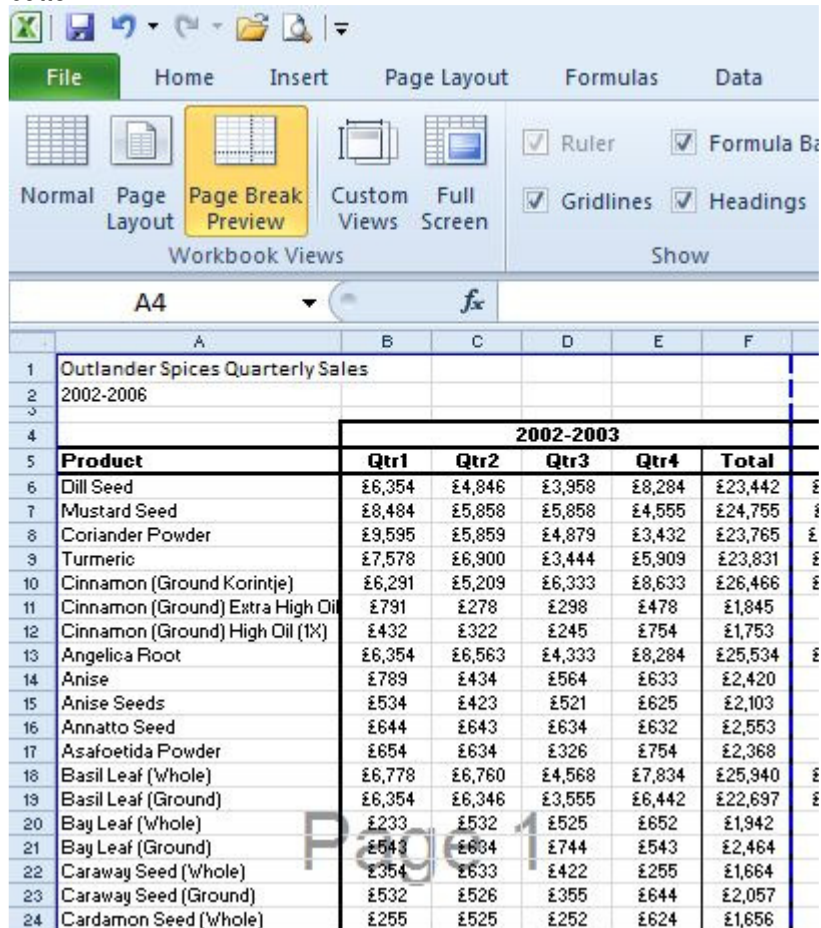 File Home Insert Page Layout Formulas Data
Normal Page Layout Page Break Preview Custom Views Full Screen Ruler Formula Ba
Gridlines Headings
Workbook Views Show
A4 fx
A B C D E F
1 Outlander Spices Quarterly Sales
2 2002-2006
3
4 2002-2003
5 Product Qtr1 Qtr2 Qtr3 Qtr4 Total
6 Dill Seed £6,354 £4,846 £3,958 £8,284 £23,442 £
7 Mustard Seed £8,484 £5,858 £5,858 £4,555 £24,755 £
8 Coriander Powder £9,595 £5,859 £4,879 £3,432 £23,765 £
9 Turmeric £7,578 £6,900 £3,444 £5,909 £23,831 £
10 Cinnamon (Ground Korintje) £6,291 £5,209 £6,333 £8,633 £26,466 £
11 Cinnamon (Ground) Extra High Oil £791 £278 £298 £478 £1,845
12 Cinnamon (Ground) High Oil (1X) £432 £322 £245 £754 £1,753
13 Angelica Root £6,354 £6,563 £4,333 £8,284 £25,534 £
14 Anise £789 £434 £564 £633 £2,420
15 Anise Seeds £534 £423 £521 £625 £2,103
16 Annatto Seed £644 £643 £634 £632 £2,553
17 Asafoetida Powder £654 £634 £326 £754 £2,368
18 Basil Leaf (Whole) £6,778 £6,760 £4,568 £7,834 £25,940 £
19 Basil Leaf (Ground) £6,354 £6,346 £3,555 £6,442 £22,697 £
20 Bay Leaf (Whole) £233 £532 £525 £652 £1,942
21 Bay Leaf (Ground) £543 £634 £744 £543 £2,464
Page 1
22 Caraway Seed (Whole) £354 £633 £422 £255 £1,664
23 Caraway Seed (Ground) £532 £526 £355 £644 £2,057
24 Cardamon Seed (Whole) £255 £525 £252 £624 £1,656